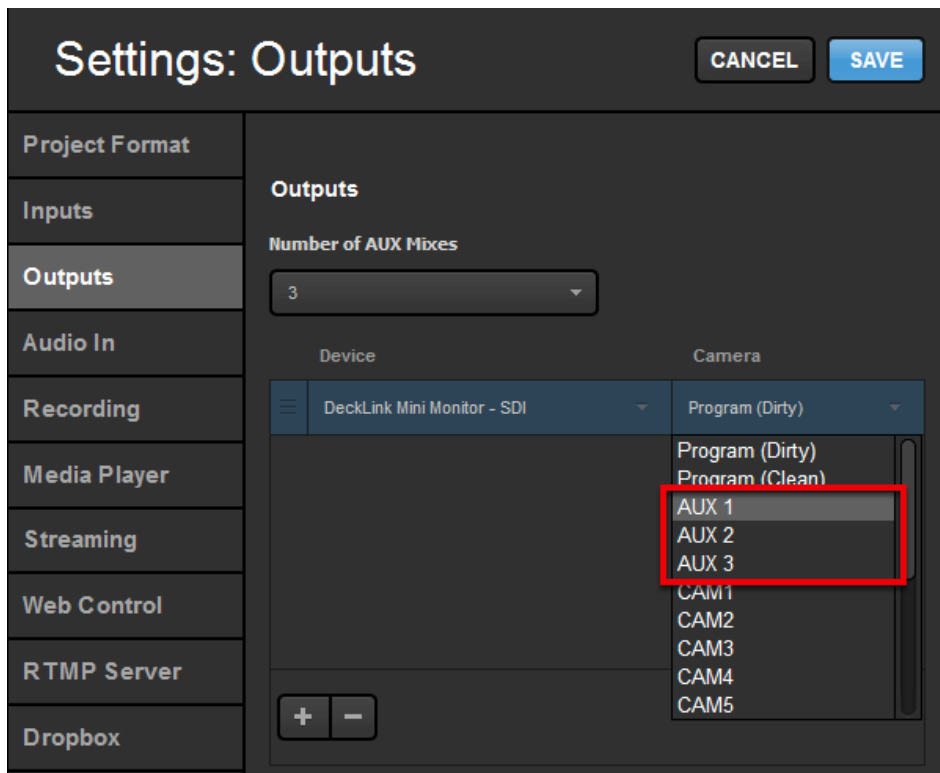 Settings: Outputs
CANCEL
SAVE
Project Format
Inputs
Outputs
Audio In
Recording
Media Player
Streaming
Web Control
RTMP Server
Dropbox
Outputs
Number of AUX Mixes
3
Device
Camera
DeckLink Mini Monitor - SDI
Program (Dirty)
Program (Dirty)
Program (Clean)
AUX 1
AUX 2
AUX 3
CAM1
CAM2
CAM3
CAM4
CAM5